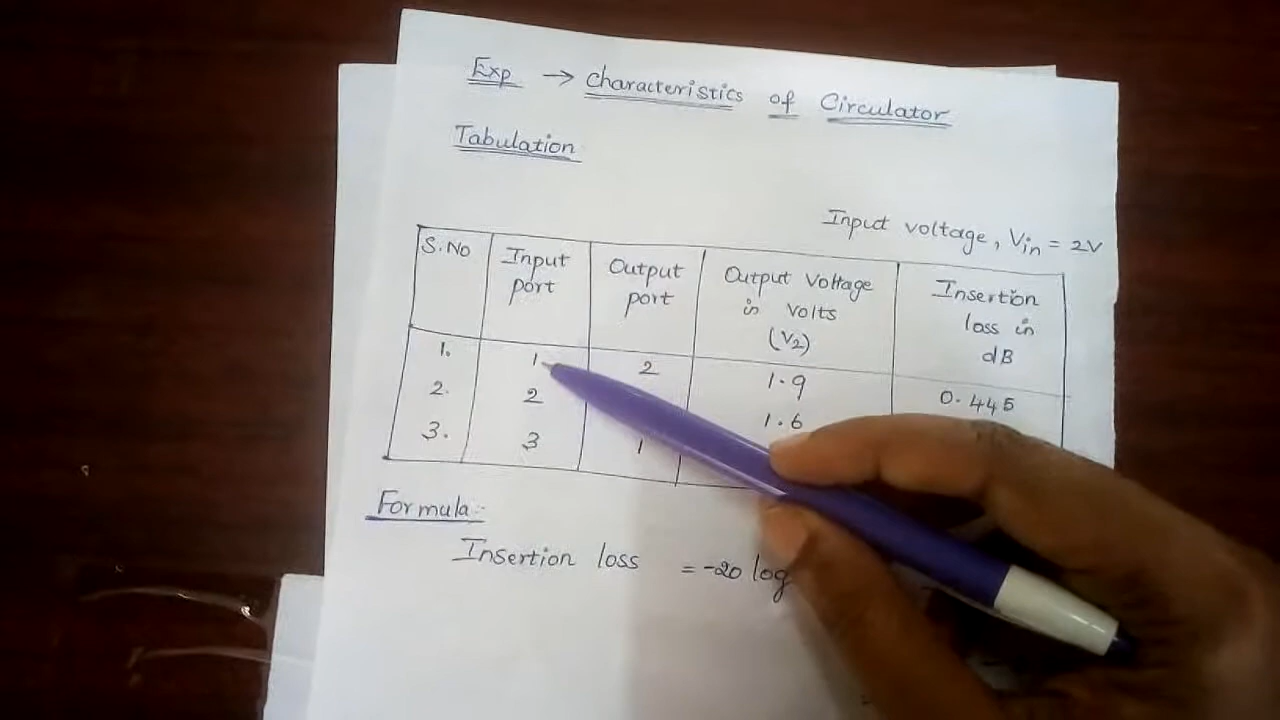 Exp → Characteristics of Circulator
Tabulation
Input voltage, Vin = 2V
S.No Input port Output port Output Voltage in volts (V2) Insertion loss in dB
1. 1 2 1.9 0.445
2. 2 1.6
3. 3 1
Formula:-
Insertion loss = -20 log